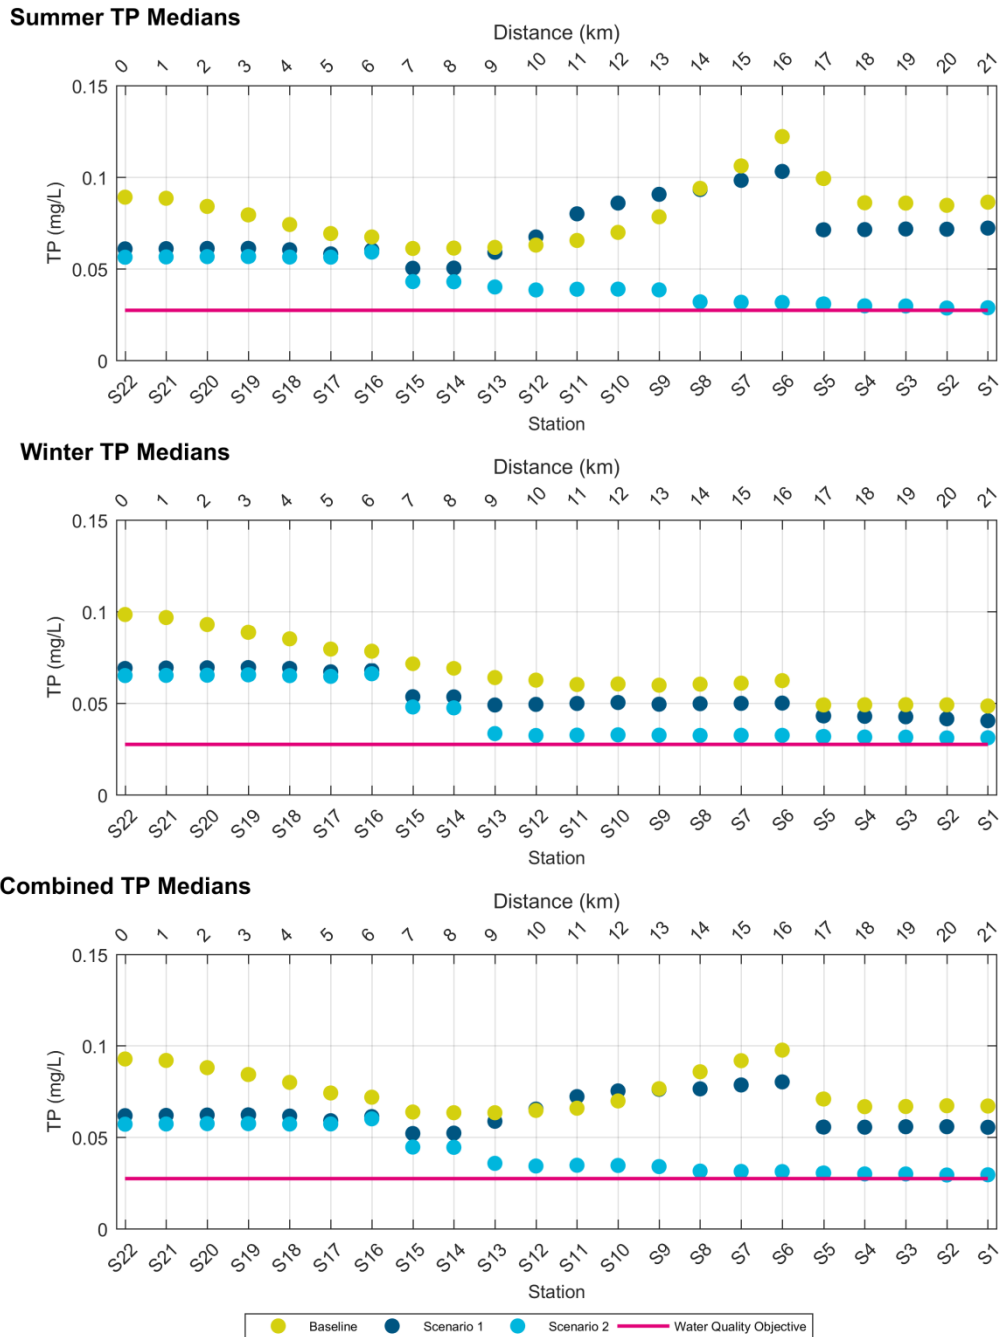 Summer TP Medians
Distance (km)
0 1 2 3 4 5 6 7 8 9 10 11 12 13 14 15 16 17 18 19 20 21
0.15
0.1
0.05
0
TP (mg/L)
S22 S21 S20 S19 S18 S17 S16 S15 S14 S13 S12 S11 S10 S9 S8 S7 S6 S5 S4 S3 S2 S1
Station
Winter TP Medians
Distance (km)
0 1 2 3 4 5 6 7 8 9 10 11 12 13 14 15 16 17 18 19 20 21
0.15
0.1
0.05
0
TP (mg/L)
S22 S21 S20 S19 S18 S17 S16 S15 S14 S13 S12 S11 S10 S9 S8 S7 S6 S5 S4 S3 S2 S1
Station
Combined TP Medians
Distance (km)
0 1 2 3 4 5 6 7 8 9 10 11 12 13 14 15 16 17 18 19 20 21
0.15
0.1
0.05
0
TP (mg/L)
S22 S21 S20 S19 S18 S17 S16 S15 S14 S13 S12 S11 S10 S9 S8 S7 S6 S5 S4 S3 S2 S1
Station
Baseline Scenario 1 Scenario 2 Water Quality Objective